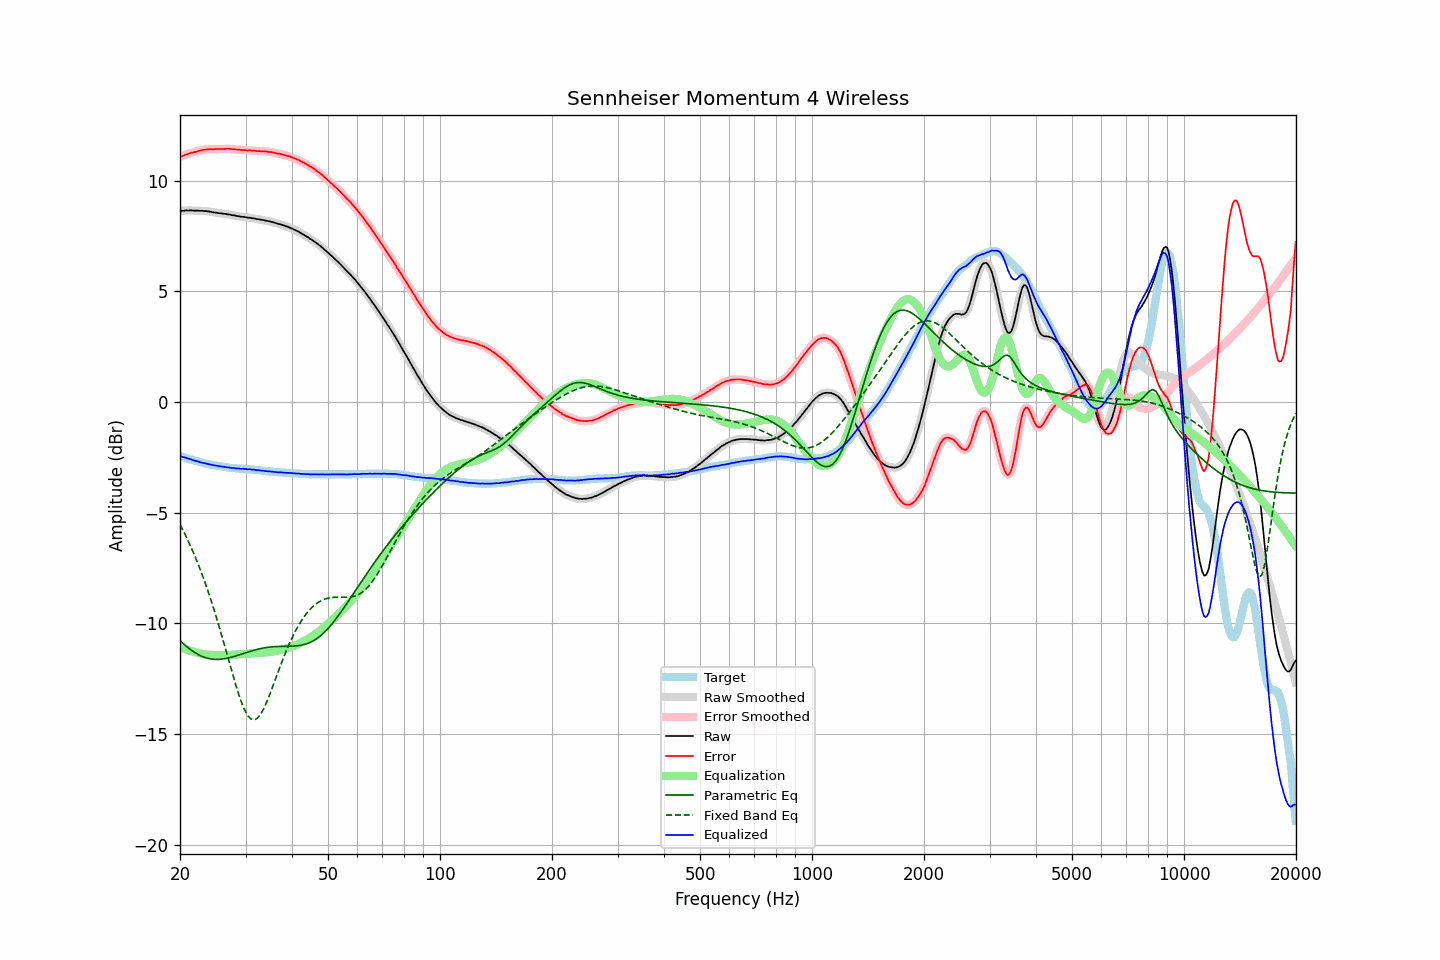 Sennheiser Momentum 4 Wireless
Amplitude (dBr)
10
5
0
−5
−10
−15
−20
20
50
100
200
500
1000
2000
5000
10000
20000
Frequency (Hz)
Target
Raw Smoothed
Error Smoothed
Raw
Error
Equalization
Parametric Eq
Fixed Band Eq
Equalized